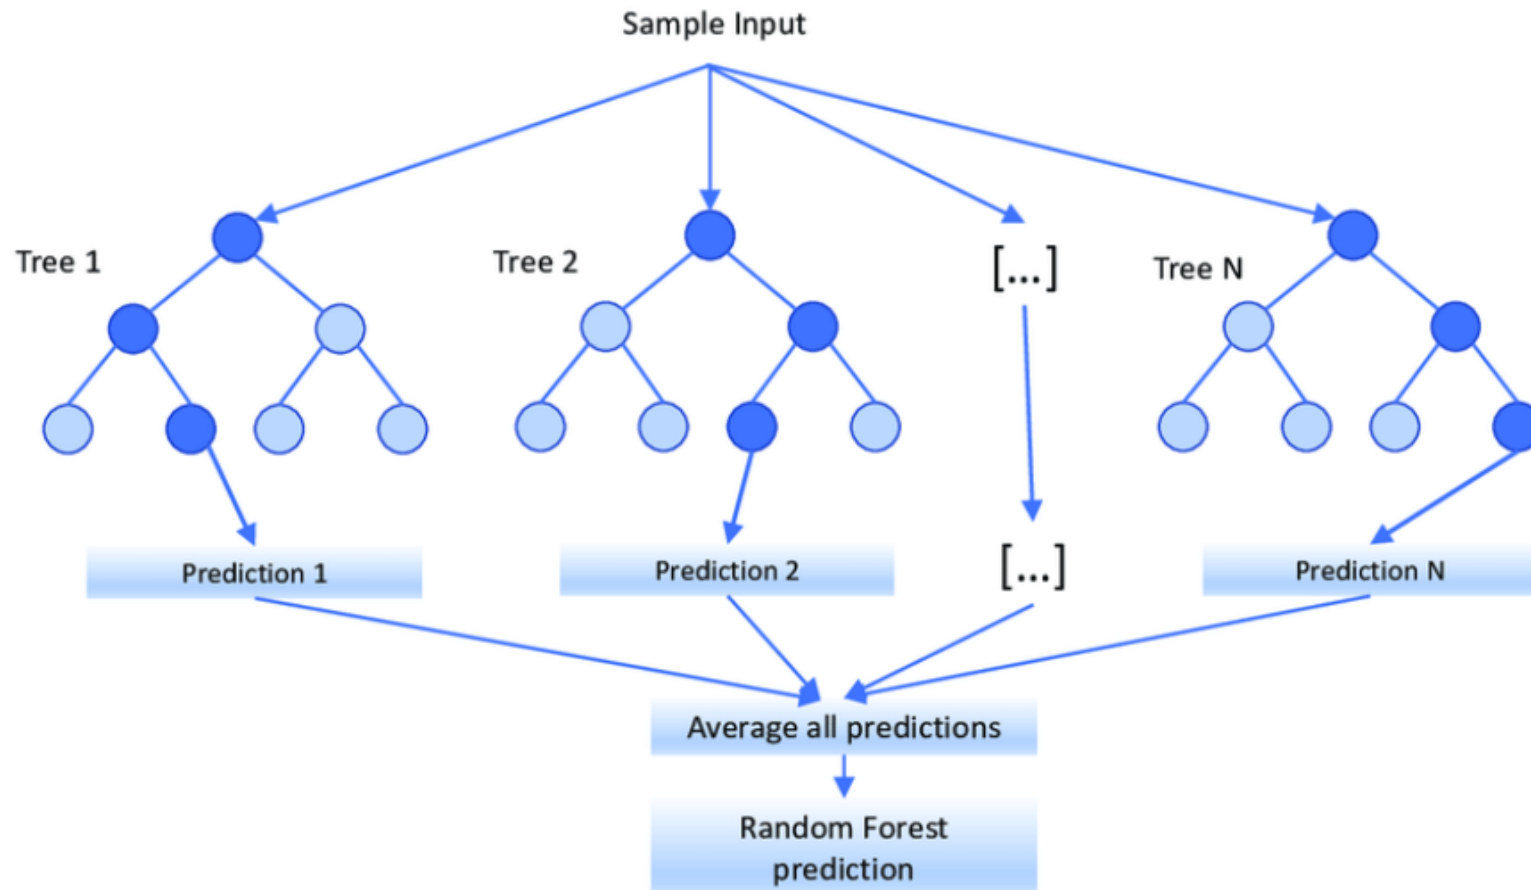 Sample Input
Tree 1
Tree 2
[...]
Tree N
Prediction 1
Prediction 2
[...]
Prediction N
Average all predictions
Random Forest
prediction